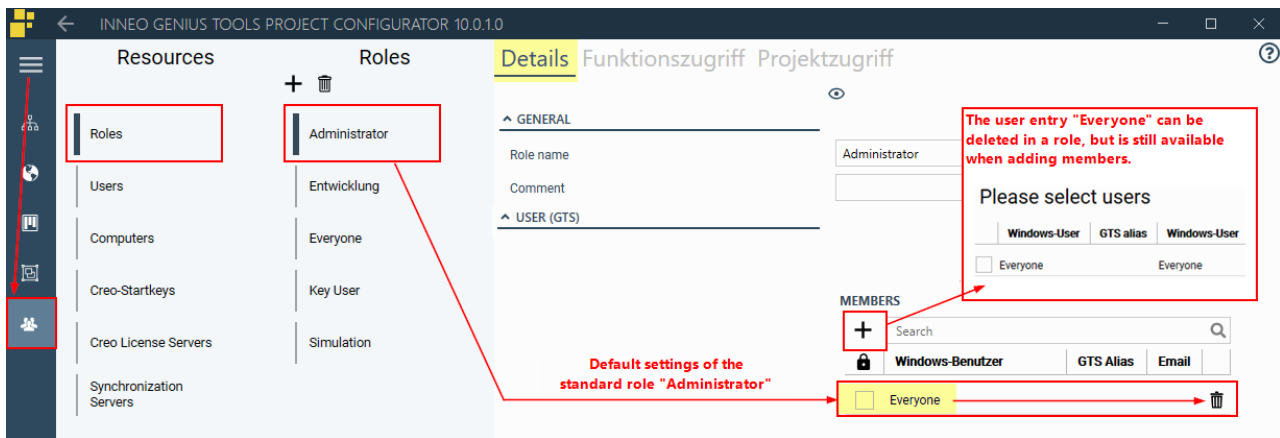 INNEO GENIUS TOOLS PROJECT CONFIGURATOR 10.0.1.0
Resources
Roles
Users
Computers
Creo-Startkeys
Creo License Servers
Synchronization
Servers
Roles
Administrator
Entwicklung
Everyone
Key User
Simulation
Details Funktionszugriff Projektzugriff
GENERAL
Role name
Administrator
Comment
USER (GTS)
The user entry "Everyone" can be
deleted in a role, but is still available
when adding members.
Please select users
Windows-User GTS alias Windows-User
Everyone Everyone
MEMBERS
Search
Windows-Benutzer GTS Alias Email
Everyone
Default settings of the
standard role "Administrator"